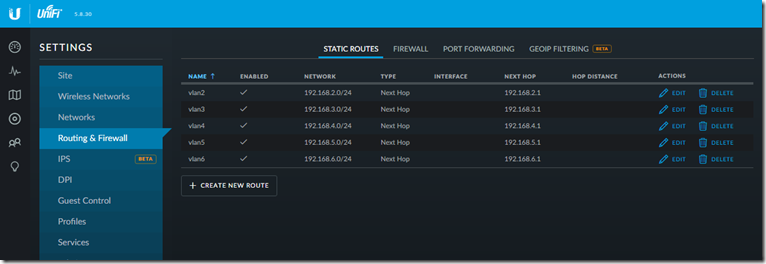 UniFi 5.8.30
SETTINGS
Site
Wireless Networks
Networks
Routing & Firewall
IPS BETA
DPI
Guest Control
Profiles
Services
STATIC ROUTES FIREWALL PORT FORWARDING GEOIP FILTERING BETA
NAME ↑ ENABLED NETWORK TYPE INTERFACE NEXT HOP HOP DISTANCE ACTIONS
vlan2 192.168.2.0/24 Next Hop 192.168.2.1 EDIT DELETE
vlan3 192.168.3.0/24 Next Hop 192.168.3.1 EDIT DELETE
vlan4 192.168.4.0/24 Next Hop 192.168.4.1 EDIT DELETE
vlan5 192.168.5.0/24 Next Hop 192.168.5.1 EDIT DELETE
vlan6 192.168.6.0/24 Next Hop 192.168.6.1 EDIT DELETE
+ CREATE NEW ROUTE